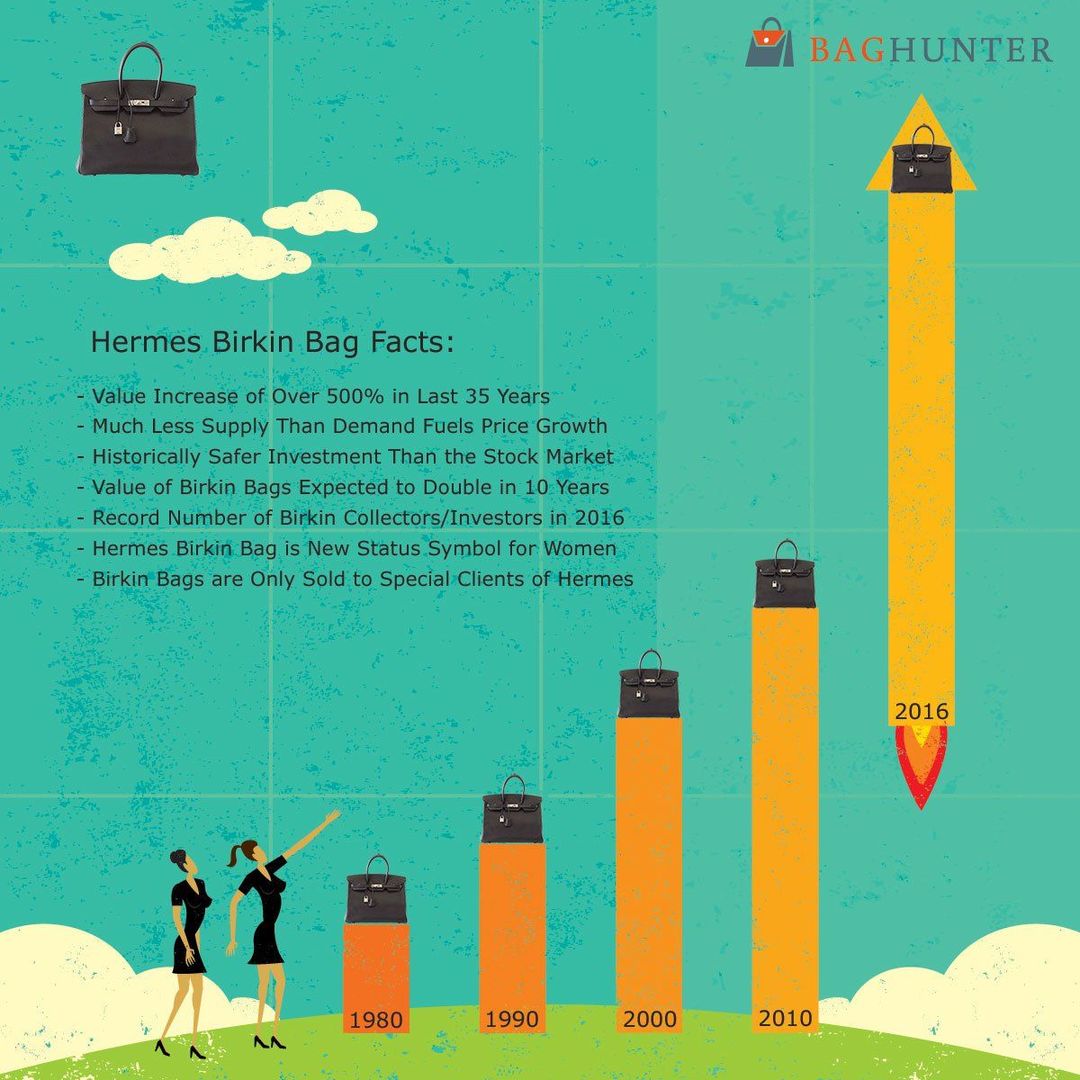 BAGHUNTER
Hermes Birkin Bag Facts:
- Value Increase of Over 500% in Last 35 Years
- Much Less Supply Than Demand Fuels Price Growth
- Historically Safer Investment Than the Stock Market
- Value of Birkin Bags Expected to Double in 10 Years
- Record Number of Birkin Collectors/Investors in 2016
- Hermes Birkin Bag is New Status Symbol for Women
- Birkin Bags are Only Sold to Special Clients of Hermes
2016
1980
1990
2000
2010